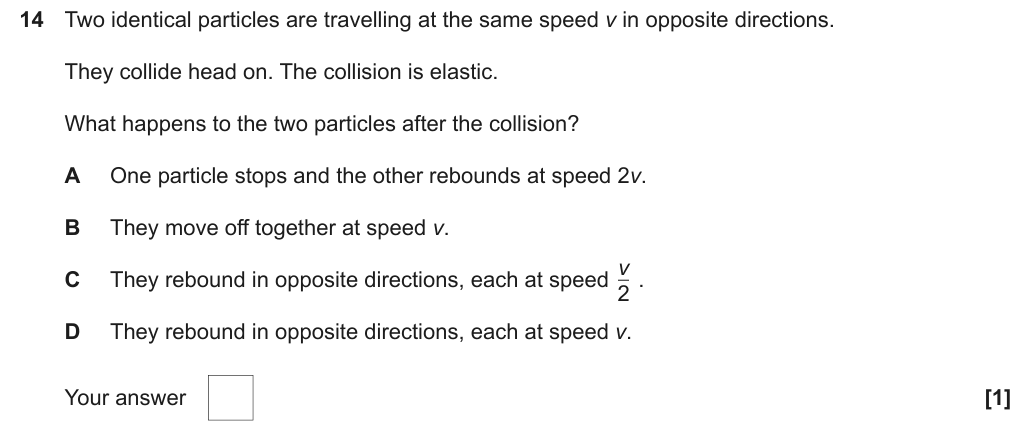 14 Two identical particles are travelling at the same speed v in opposite directions.
They collide head on. The collision is elastic.
What happens to the two particles after the collision?
A One particle stops and the other rebounds at speed 2v.
B They move off together at speed v.
C They rebound in opposite directions, each at speed v/2 .
D They rebound in opposite directions, each at speed v.
Your answer [1]